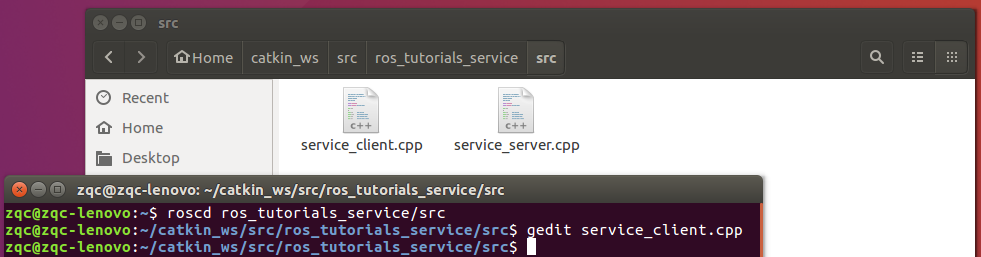 src
Home catkin_ws src ros_tutorials_service src
Recent
Home
Desktop
c++ c++
service_client.cpp service_server.cpp
zqc@zqc-lenovo: ~/catkin_ws/src/ros_tutorials_service/src
zqc@zqc-lenovo:~$ roscd ros_tutorials_service/src
zqc@zqc-lenovo:~/catkin_ws/src/ros_tutorials_service/src$ gedit service_client.cpp
zqc@zqc-lenovo:~/catkin_ws/src/ros_tutorials_service/src$